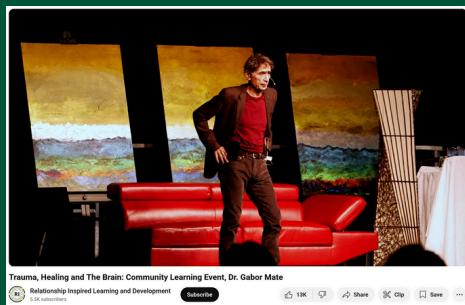 Trauma, Healing and The Brain: Community Learning Event, Dr. Gabor Mate
Relationship Inspired Learning and Development
5.5K subscribers
Subscribe
13K
Share
Clip
Save